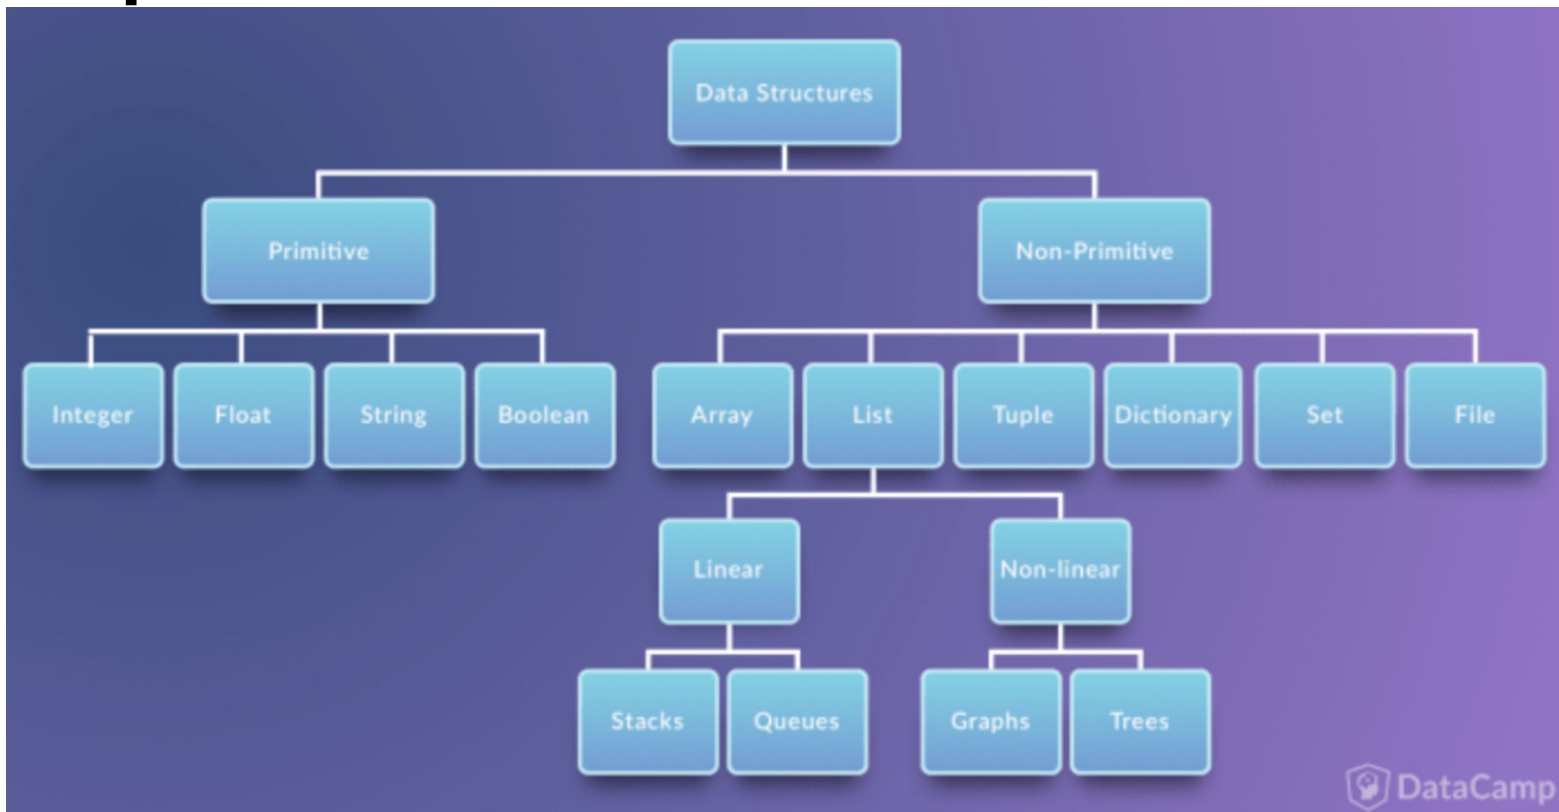 Data Structures
Primitive
Non-Primitive
Integer
Float
String
Boolean
Array
List
Tuple
Dictionary
Set
File
Linear
Non-linear
Stacks
Queues
Graphs
Trees
DataCamp